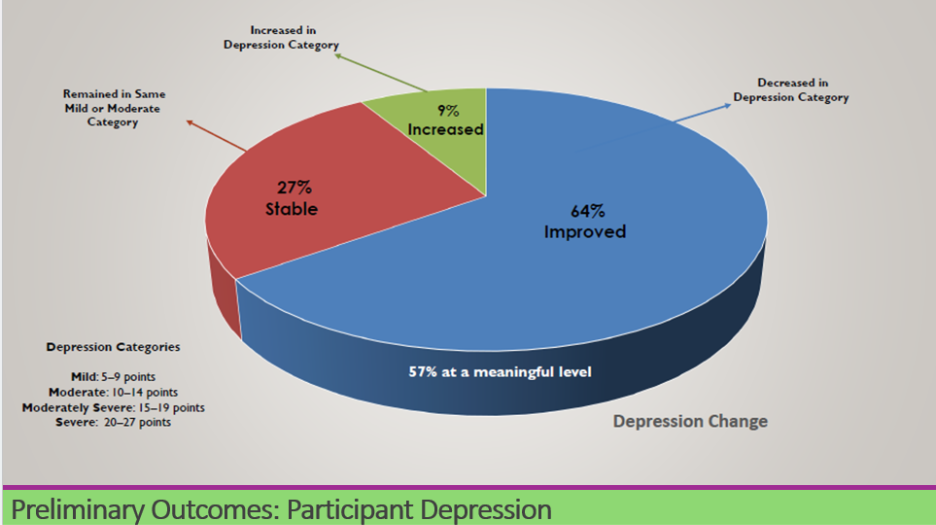 Increased in
Depression Category
Decreased in
Depression Category
Remained in Same
Mild or Moderate
Category
9%
Increased
27%
Stable
64%
Improved
Depression Categories
Mild: 5–9 points
Moderate: 10–14 points
Moderately Severe: 15–19 points
Severe: 20–27 points
57% at a meaningful level
Depression Change
Preliminary Outcomes: Participant Depression